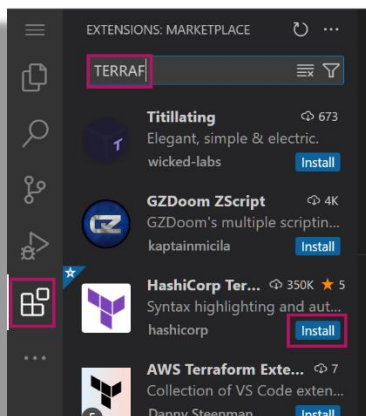 EXTENSIONS: MARKETPLACE
TERRAF
Titillating 673
Elegant, simple & electric.
wicked-labs Install
GZDoom ZScript 4K
GZDoom's multiple scriptin...
kaptainmicila Install
HashiCorp Ter... 350K ★ 5
Syntax highlighting and aut...
hashicorp Install
AWS Terraform Exte... 7
Collection of VS Code exten...
Danny Steenman Install